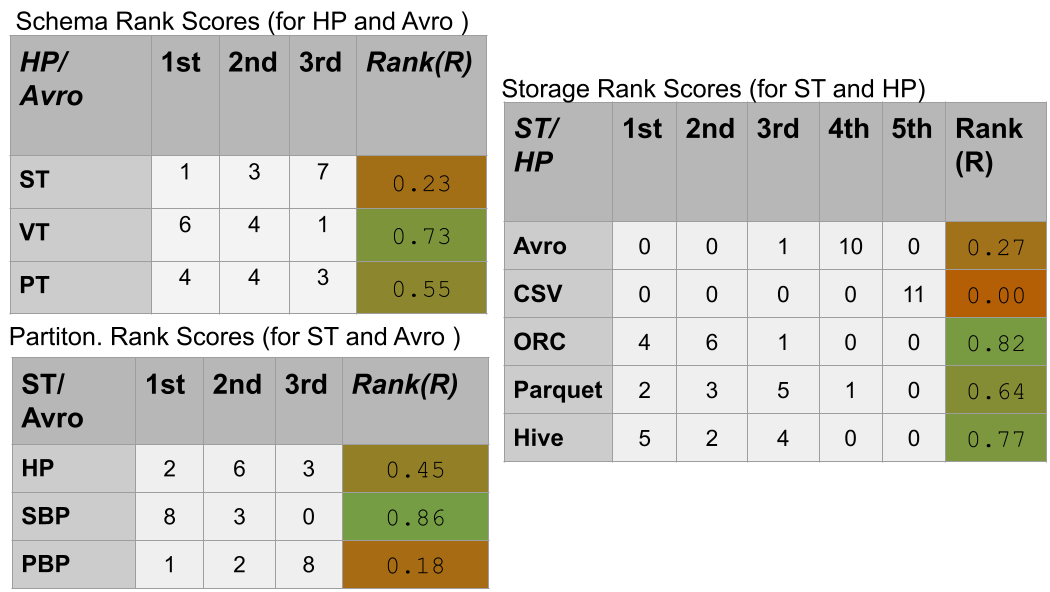 Schema Rank Scores (for HP and Avro )
HP/ Avro 1st 2nd 3rd Rank(R)
ST 1 3 7 0.23
VT 6 4 1 0.73
PT 4 4 3 0.55
Partiton. Rank Scores (for ST and Avro )
ST/ Avro 1st 2nd 3rd Rank(R)
HP 2 6 3 0.45
SBP 8 3 0 0.86
PBP 1 2 8 0.18
Storage Rank Scores (for ST and HP)
ST/ HP 1st 2nd 3rd 4th 5th Rank (R)
Avro 0 0 1 10 0 0.27
CSV 0 0 0 0 11 0.00
ORC 4 6 1 0 0 0.82
Parquet 2 3 5 1 0 0.64
Hive 5 2 4 0 0 0.77